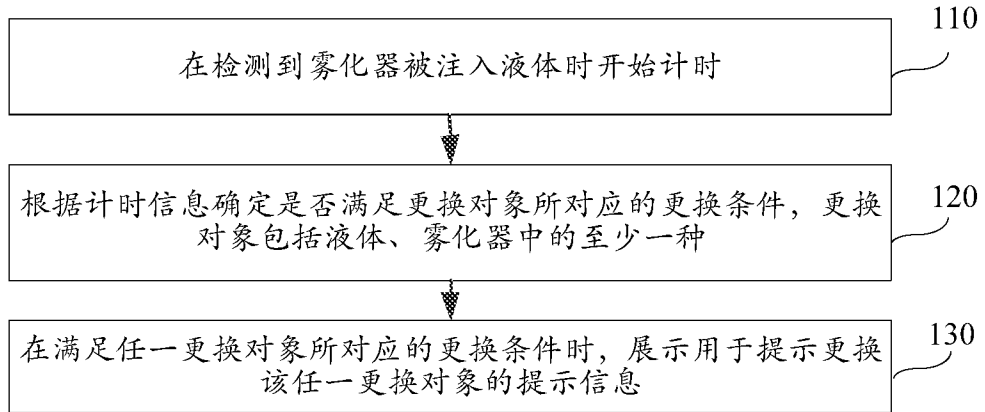 110
在检测到雾化器被注入液体时开始计时
120
根据计时信息确定是否满足更换对象所对应的更换条件，更换
对象包括液体、雾化器中的至少一种
130
在满足任一更换对象所对应的更换条件时，展示用于提示更换
该任一更换对象的提示信息